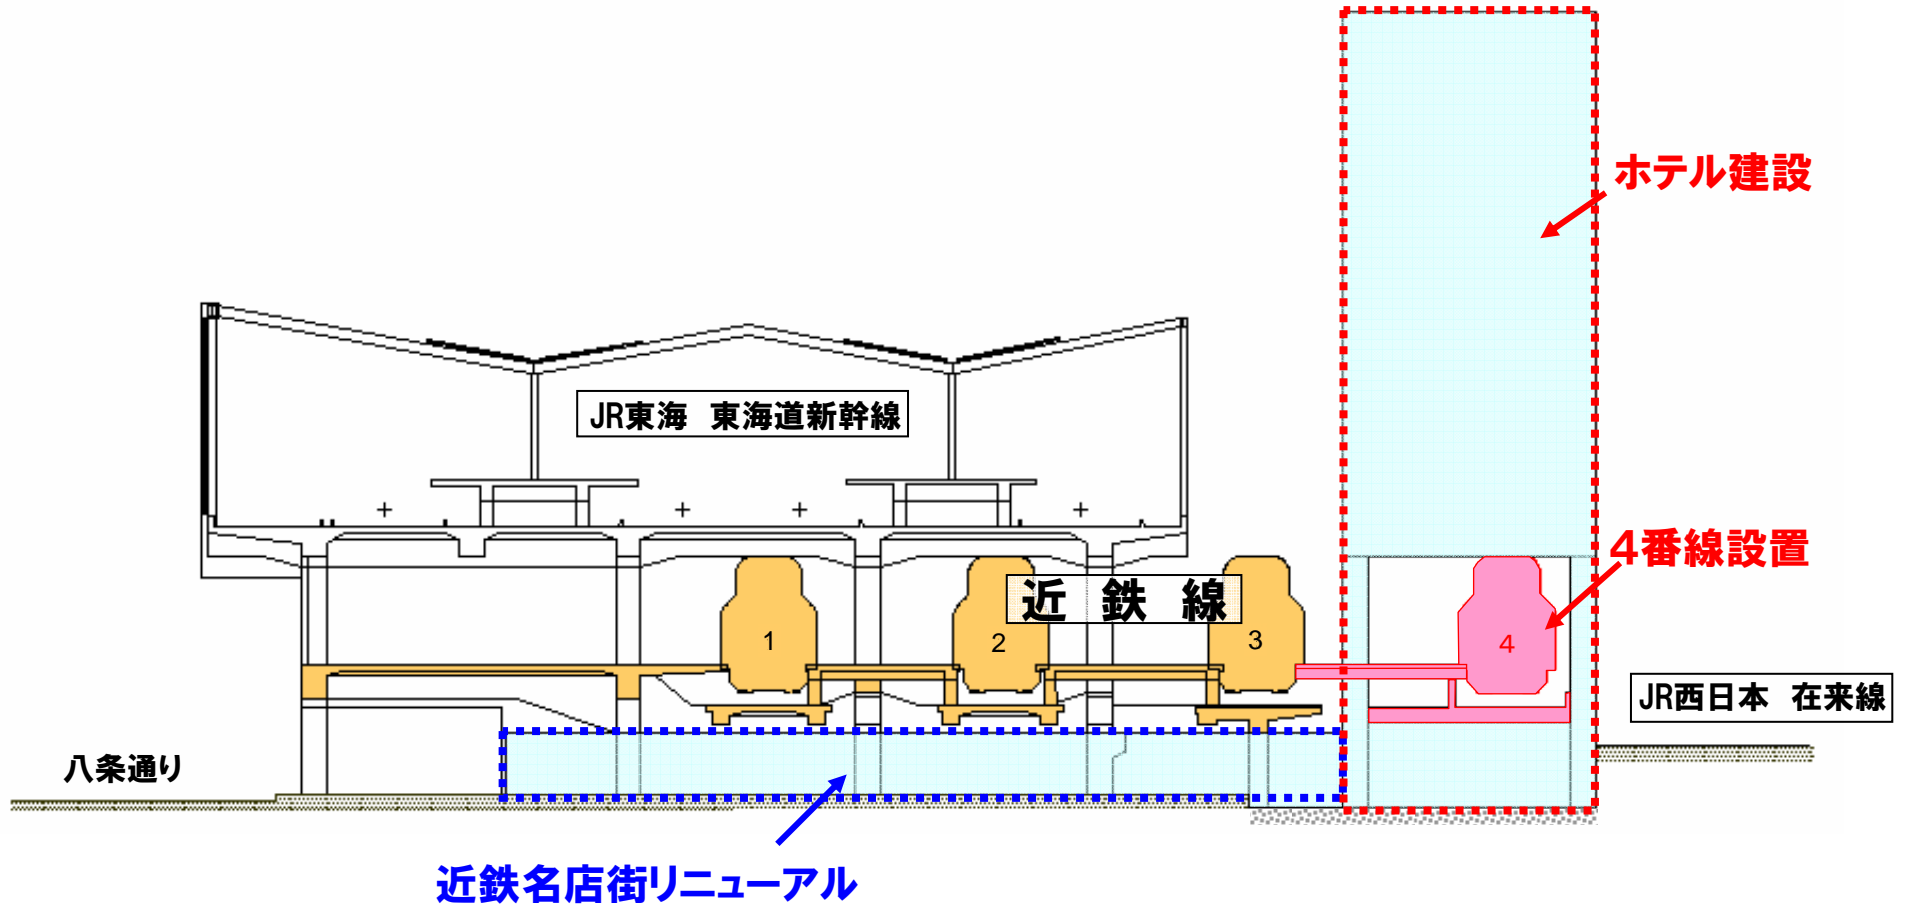 ホテル建設
JR東海　東海道新幹線
4番線設置
近　鉄　線
1
2
3
4
JR西日本　在来線
八条通り
近鉄名店街リニューアル